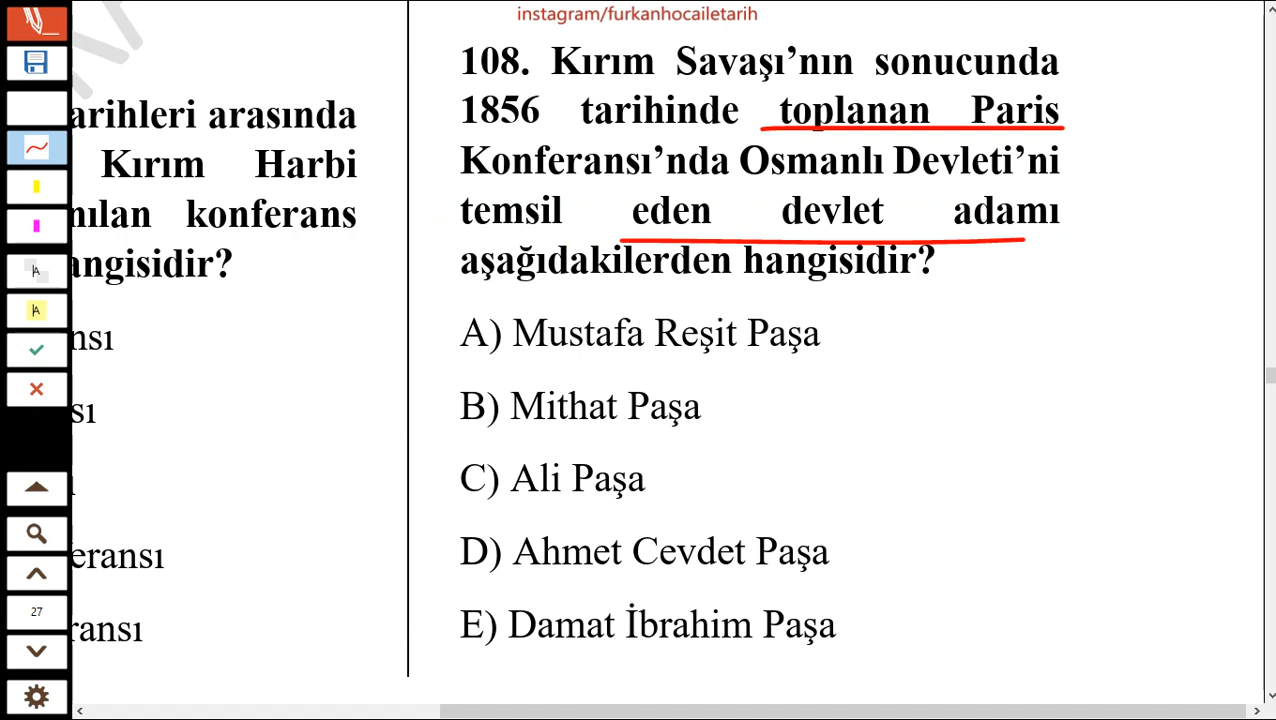 instagram/furkanhocailetarih
arihleri arasında
Kırım Harbi
nılan konferans
angisidir?
nsı
sı
eransı
ransı
108. Kırım Savaşı’nın sonucunda
1856 tarihinde toplanan Paris
Konferansı’nda Osmanlı Devleti’ni
temsil eden devlet adamı
aşağıdakilerden hangisidir?
A) Mustafa Reşit Paşa
B) Mithat Paşa
C) Ali Paşa
D) Ahmet Cevdet Paşa
E) Damat İbrahim Paşa
A
A
27